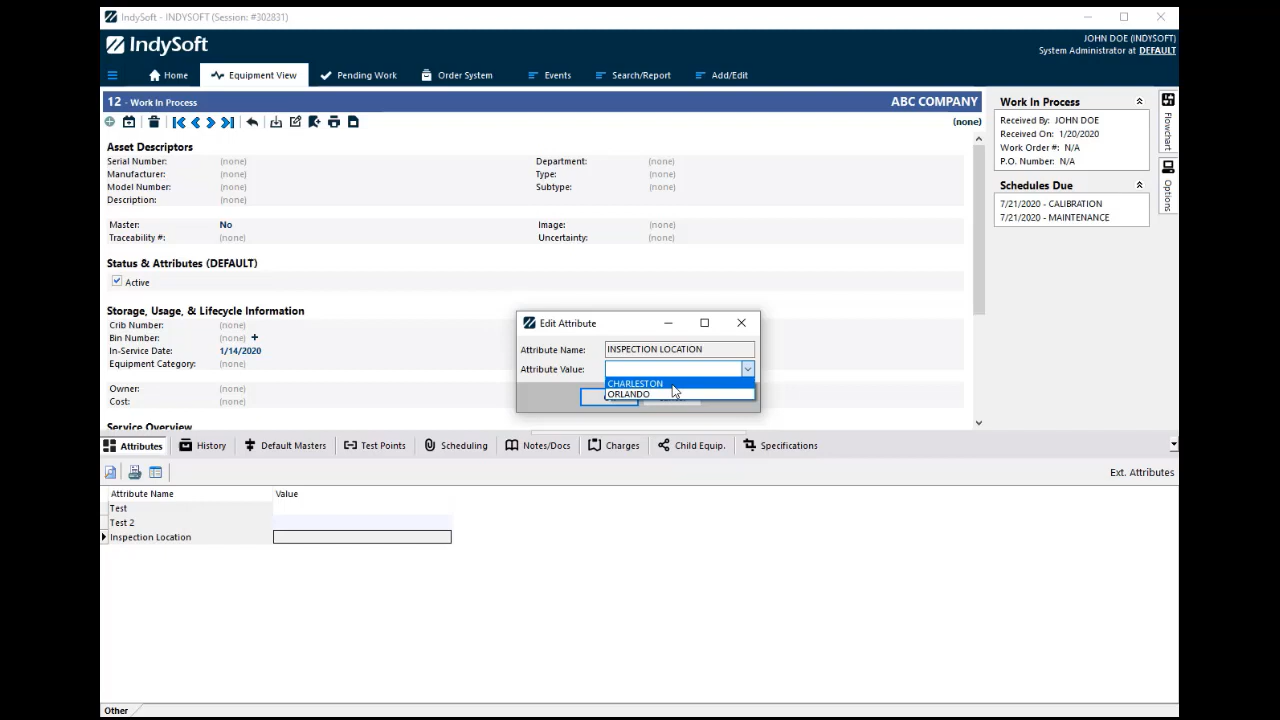 IndySoft - INDYSOFT (Session: #302831)
IndySoft
JOHN DOE (INDYSOFT)
System Administrator at DEFAULT
Home
Equipment View
Pending Work
Order System
Events
Search/Report
Add/Edit
12 - Work In Process
ABC COMPANY
(none)
Asset Descriptors
Serial Number: (none)
Department: (none)
Manufacturer: (none)
Type: (none)
Model Number: (none)
Subtype: (none)
Description: (none)
Master: No
Image: (none)
Traceability #: (none)
Uncertainty: (none)
Status & Attributes (DEFAULT)
Active
Storage, Usage, & Lifecycle Information
Crib Number: (none)
Bin Number: (none)
In-Service Date: 1/14/2020
Equipment Category: (none)
Owner: (none)
Cost: (none)
Service Overview
Work In Process
Received By: JOHN DOE
Received On: 1/20/2020
Work Order #: N/A
P.O. Number: N/A
Schedules Due
7/21/2020 - CALIBRATION
7/21/2020 - MAINTENANCE
Flowchart
Options
Edit Attribute
Attribute Name: INSPECTION LOCATION
Attribute Value:
CHARLESTON
ORLANDO
Attributes
History
Default Masters
Test Points
Scheduling
Notes/Docs
Charges
Child Equip.
Specifications
Ext. Attributes
Attribute Name Value
Test
Test 2
Inspection Location
Other